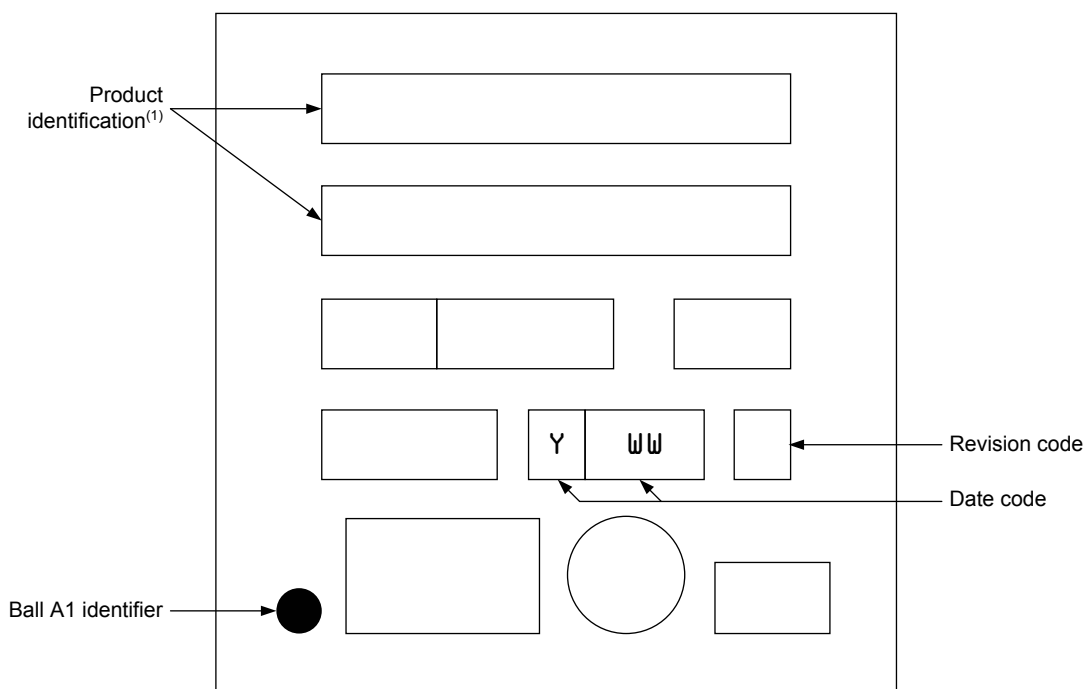 Product
identification(1)
Y WW
Revision code
Date code
Ball A1 identifier